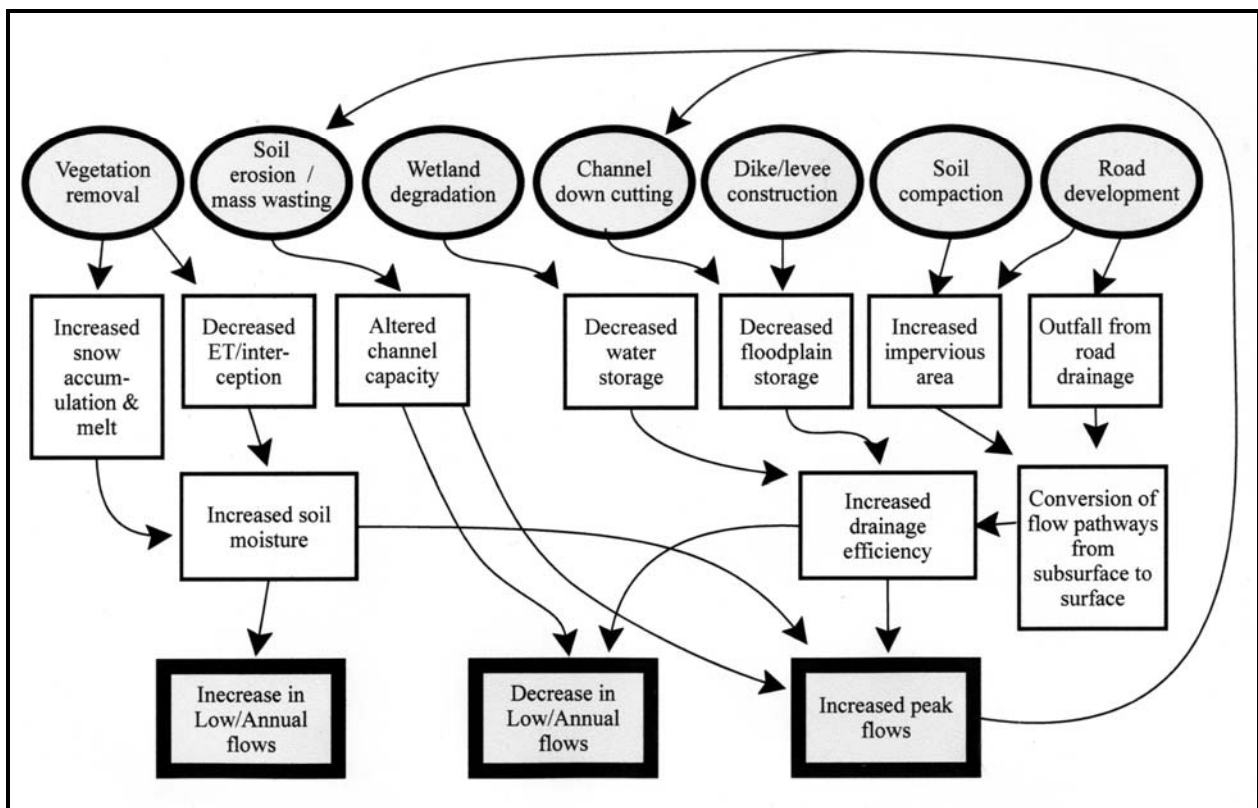 Vegetation
removal
Soil
erosion /
mass wasting
Wetland
degradation
Channel
down cutting
Dike/levee
construction
Soil
compaction
Road
development
Increased
snow
accum-
ulation &
melt
Decreased
ET/inter-
ception
Altered
channel
capacity
Decreased
water
storage
Decreased
floodplain
storage
Increased
impervious
area
Outfall from
road
drainage
Increased soil
moisture
Increased
drainage
efficiency
Conversion of
flow pathways
from
subsurface to
surface
Inecrease in
Low/Annual
flows
Decrease in
Low/Annual
flows
Increased peak
flows